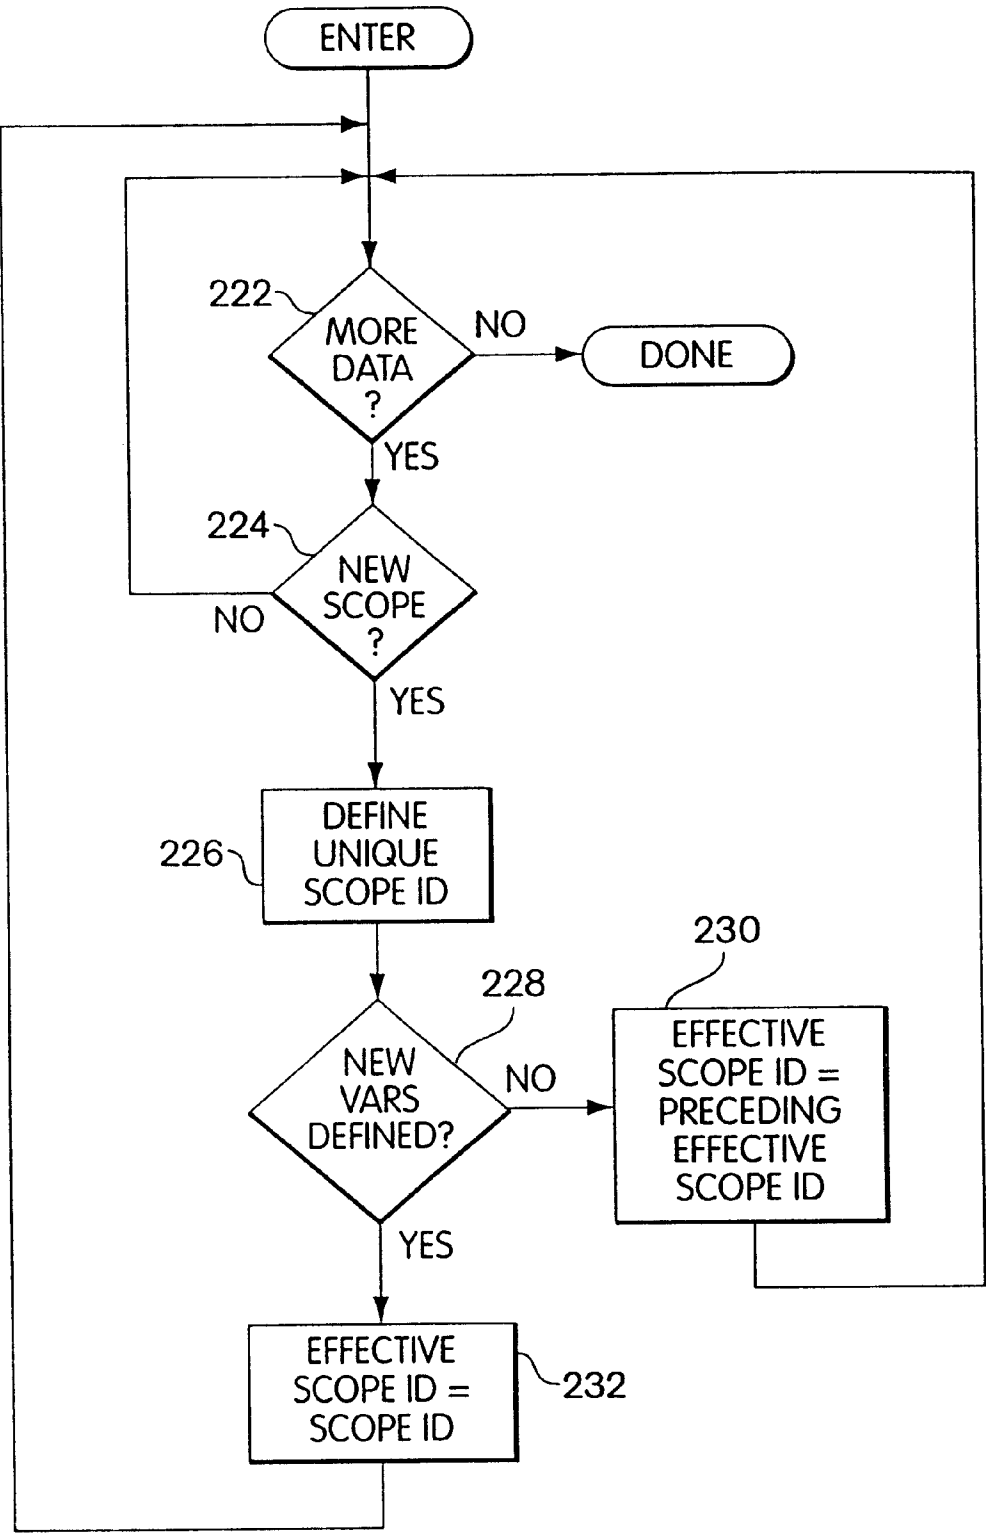 ENTER
222
MORE
DATA
?
NO
DONE
YES
224
NEW
SCOPE
?
NO
YES
DEFINE
UNIQUE
SCOPE ID
226
230
228
NEW
VARS
DEFINED?
NO
EFFECTIVE
SCOPE ID =
PRECEDING
EFFECTIVE
SCOPE ID
YES
EFFECTIVE
SCOPE ID =
SCOPE ID
232